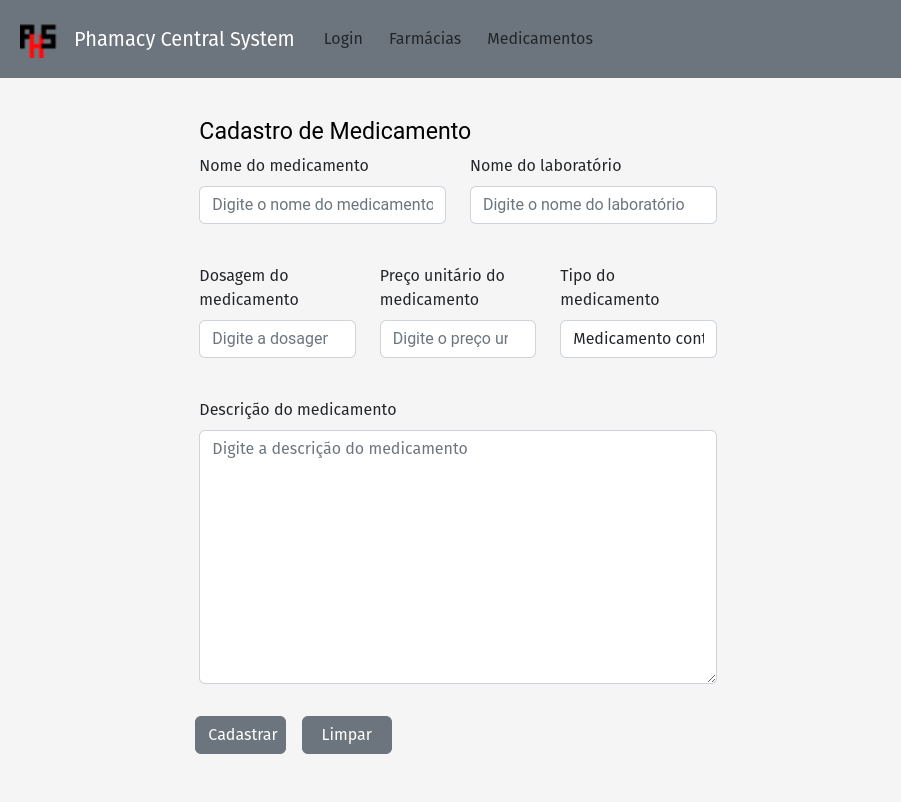 PHS
Phamacy Central System
Login
Farmácias
Medicamentos
Cadastro de Medicamento
Nome do medicamento
Nome do laboratório
Digite o nome do medicamento
Digite o nome do laboratório
Dosagem do
medicamento
Preço unitário do
medicamento
Tipo do
medicamento
Digite a dosager
Digite o preço ur
Medicamento cont
Descrição do medicamento
Digite a descrição do medicamento
Cadastrar
Limpar